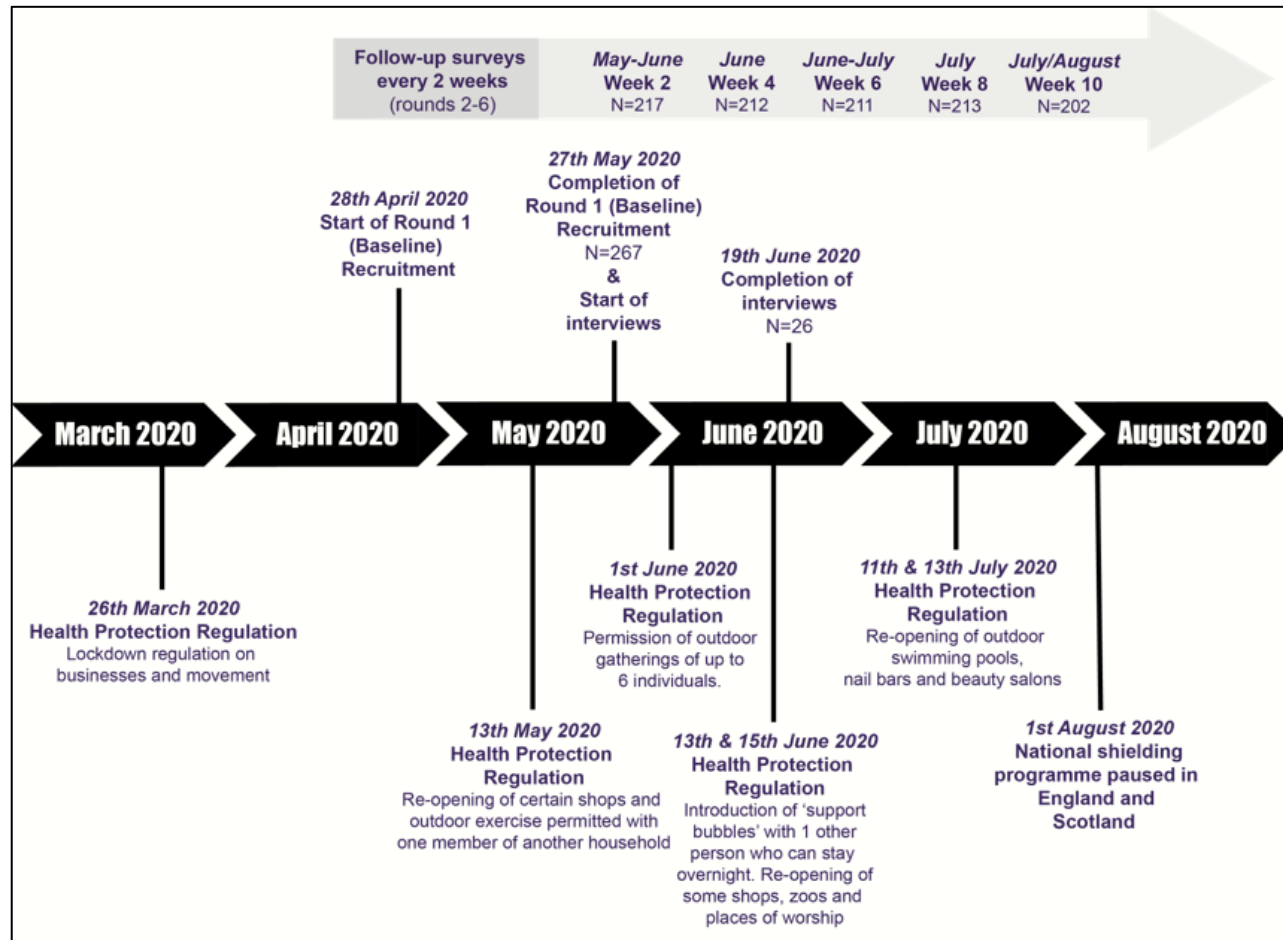 Follow-up surveys
every 2 weeks
(rounds 2-6)
May-June
Week 2
N=217
June
Week 4
N=212
June-July
Week 6
N=211
July
Week 8
N=213
July/August
Week 10
N=202
28th April 2020
Start of Round 1
(Baseline)
Recruitment
27th May 2020
Completion of
Round 1 (Baseline)
Recruitment
N=267
&
Start of
interviews
19th June 2020
Completion of
interviews
N=26
March 2020
April 2020
May 2020
June 2020
July 2020
August 2020
26th March 2020
Health Protection Regulation
Lockdown regulation on
businesses and movement
13th May 2020
Health Protection
Regulation
Re-opening of certain shops and
outdoor exercise permitted with
one member of another household
1st June 2020
Health Protection
Regulation
Permission of outdoor
gatherings of up to
6 individuals.
13th & 15th June 2020
Health Protection
Regulation
Introduction of ‘support
bubbles’ with 1 other
person who can stay
overnight. Re-opening of
some shops, zoos and
places of worship
11th & 13th July 2020
Health Protection
Regulation
Re-opening of outdoor
swimming pools,
nail bars and beauty salons
1st August 2020
National shielding
programme paused in
England and
Scotland